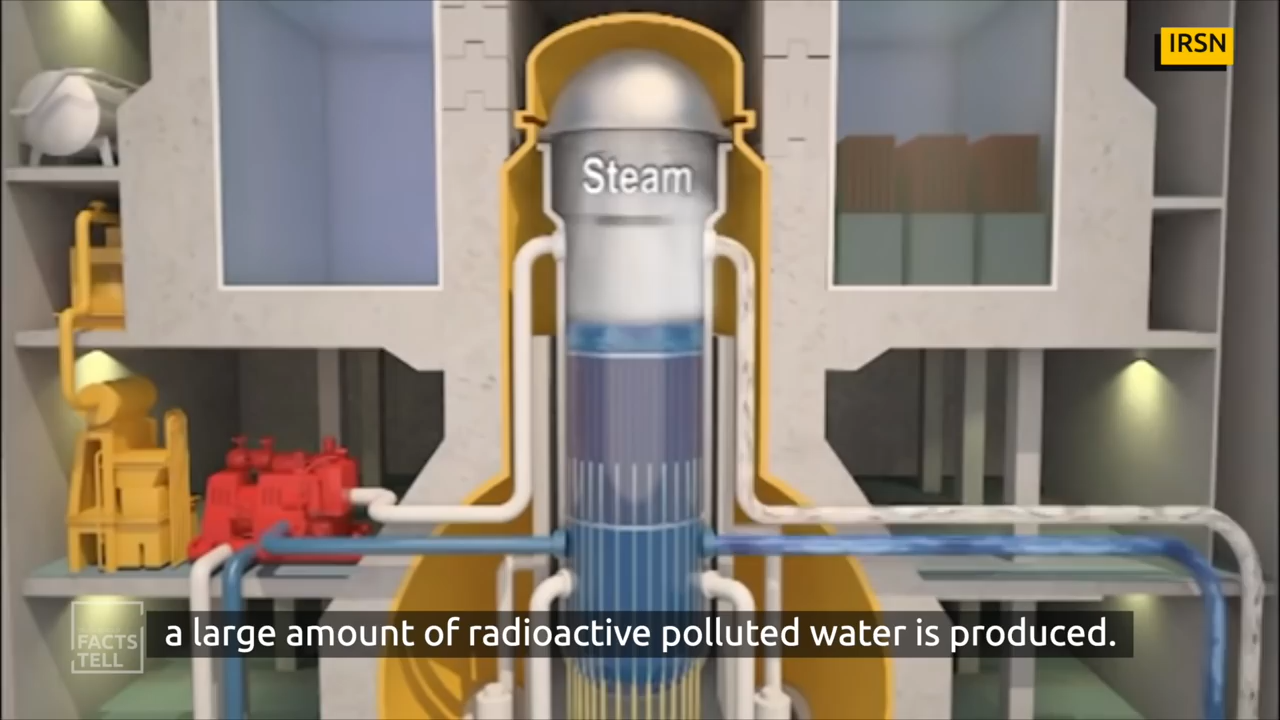 IRSN
Steam
FACTS
TELL
a large amount of radioactive polluted water is produced.